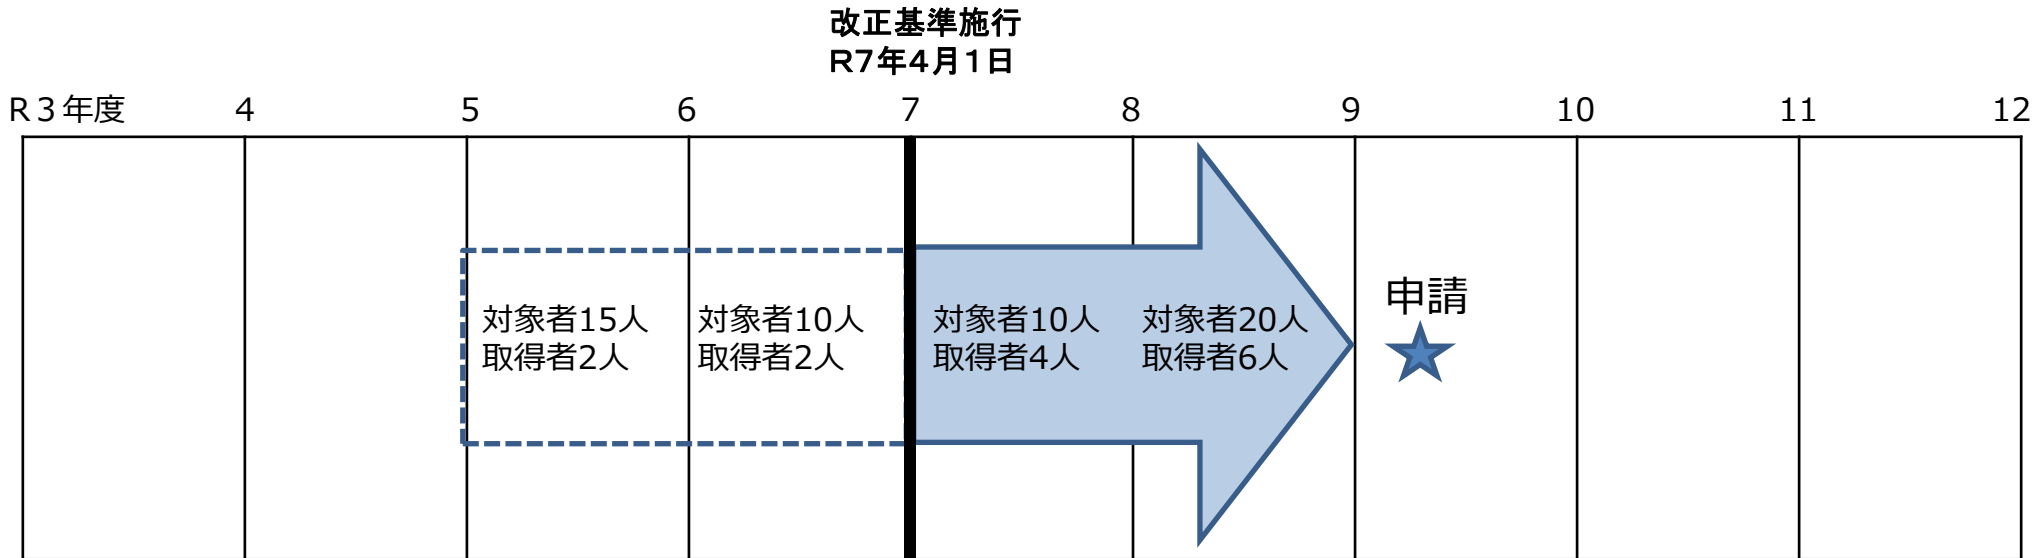 改正基準施行
R7年4月1日
R３年度 4 5 6 7 8 9 10 11 12
対象者15人
取得者2人
対象者10人
取得者2人
対象者10人
取得者4人
対象者20人
取得者6人
申請